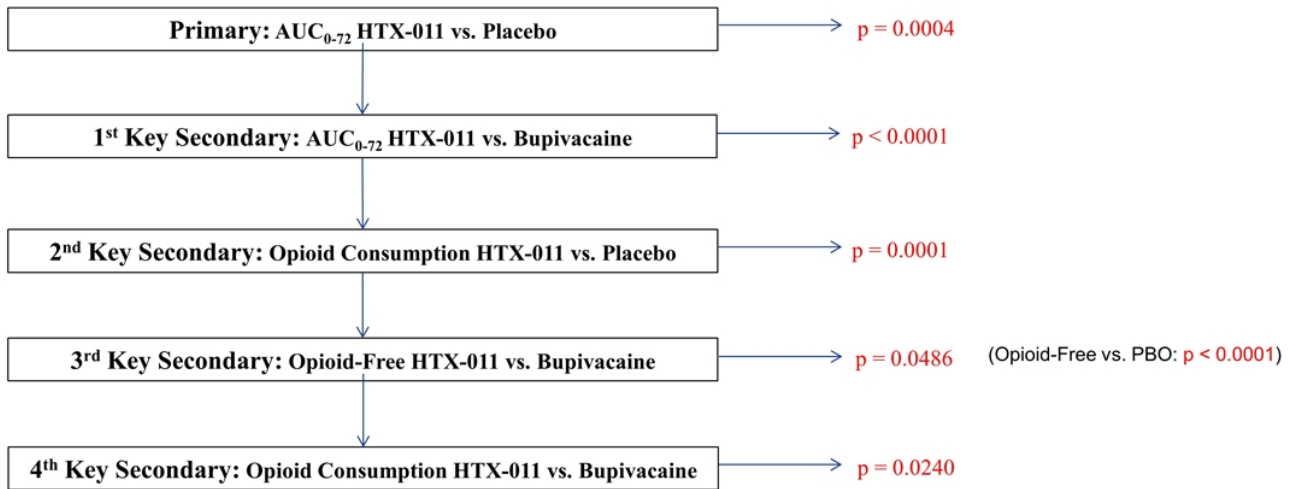 Primary: AUC₀₋₇₂ HTX-011 vs. Placebo
p = 0.0004
1ˢᵗ Key Secondary: AUC₀₋₇₂ HTX-011 vs. Bupivacaine
p < 0.0001
2ⁿᵈ Key Secondary: Opioid Consumption HTX-011 vs. Placebo
p = 0.0001
3ʳᵈ Key Secondary: Opioid-Free HTX-011 vs. Bupivacaine
p = 0.0486
(Opioid-Free vs. PBO: p < 0.0001)
4ᵗʰ Key Secondary: Opioid Consumption HTX-011 vs. Bupivacaine
p = 0.0240